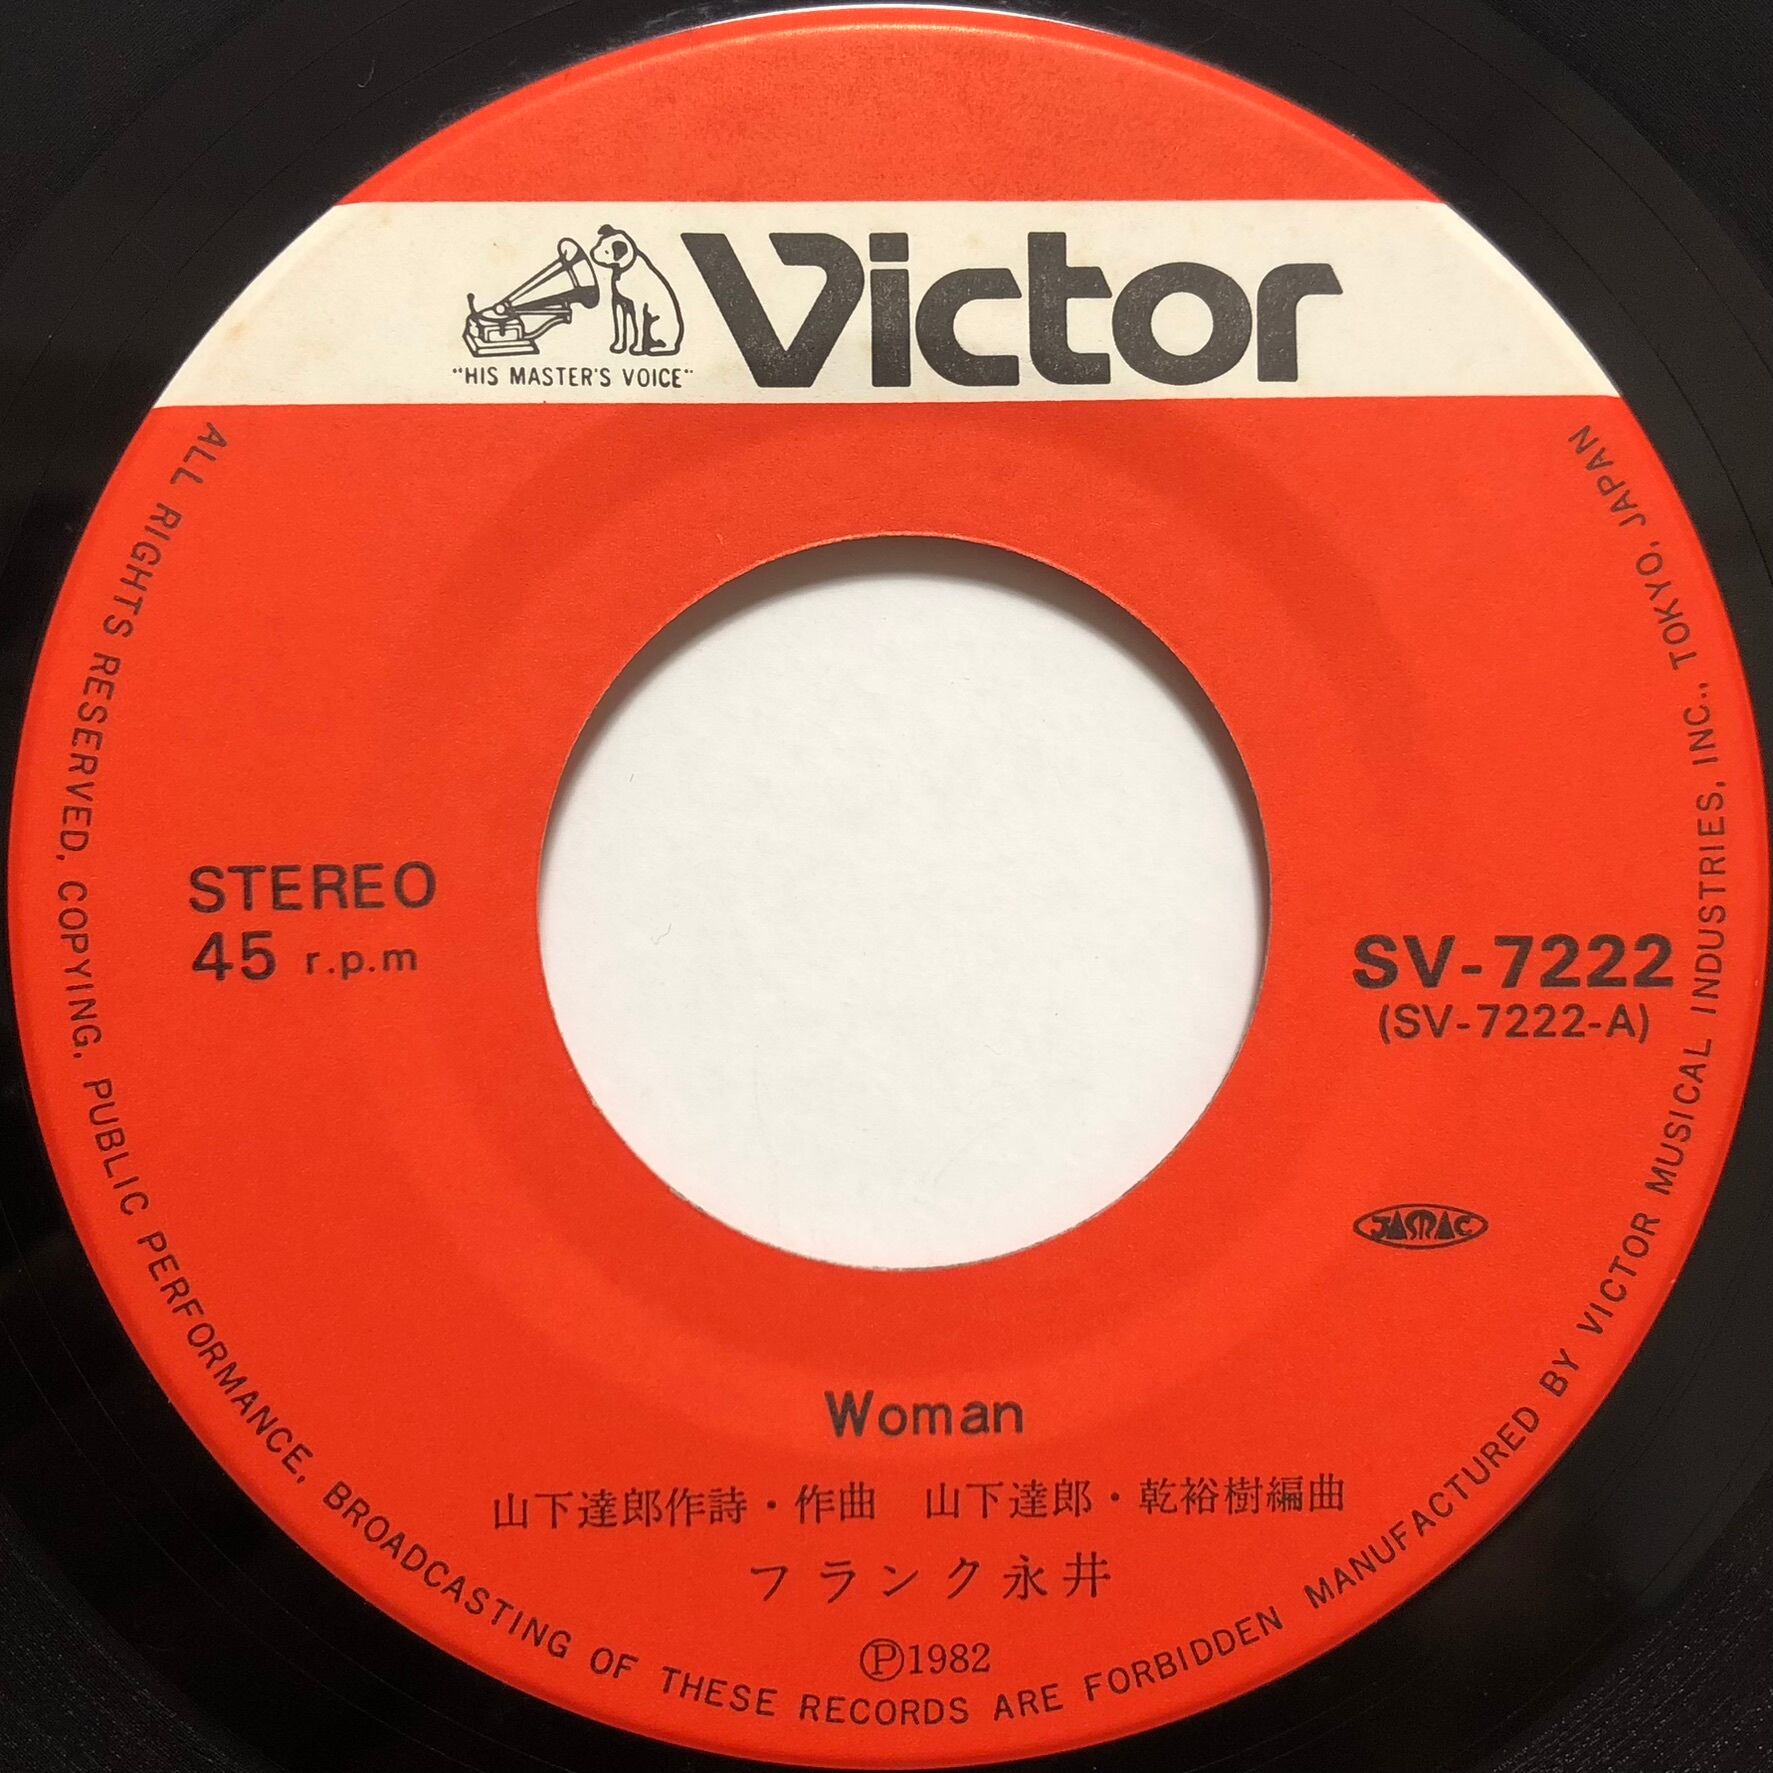 Victor
"HIS MASTER'S VOICE"
STEREO
45 r.p.m
SV-7222
(SV-7222-A)
JASRAC
Woman
山下達郎作詩・作曲　山下達郎・乾裕樹編曲
フランク永井
Ⓟ1982
ALL RIGHTS RESERVED. COPYING, PUBLIC PERFORMANCE, BROADCASTING OF THESE RECORDS ARE FORBIDDEN MANUFACTURED BY VICTOR MUSICAL INDUSTRIES, INC., TOKYO, JAPAN